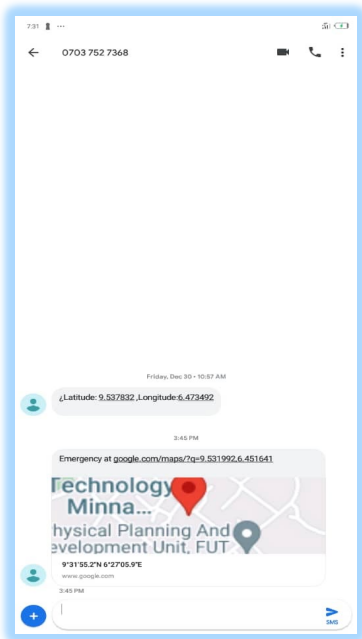 7:31
0703 752 7368
Friday, Dec 30 • 10:57 AM
¿Latitude: 9.537832 ,Longitude:6.473492
3:45 PM
Emergency at google.com/maps/?q=9.531992,6.451641
Technology
Minna...
hysical Planning And
evelopment Unit, FUT
9°31'55.2"N 6°27'05.9"E
www.google.com
3:45 PM
SMS